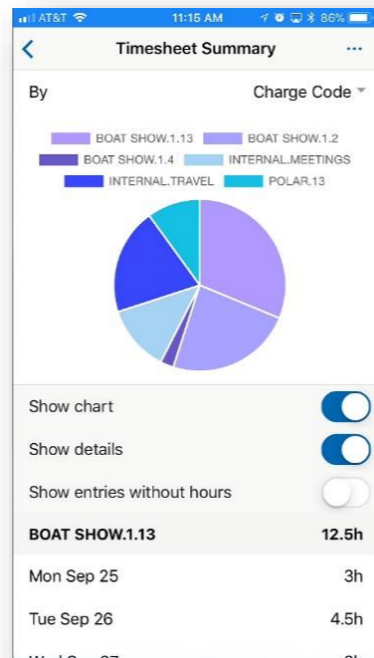 AT&T 11:15 AM 86%
Timesheet Summary ...
By Charge Code
BOAT SHOW.1.13 BOAT SHOW.1.2
BOAT SHOW.1.4 INTERNAL.MEETINGS
INTERNAL.TRAVEL POLAR.13
Show chart
Show details
Show entries without hours
BOAT SHOW.1.13 12.5h
Mon Sep 25 3h
Tue Sep 26 4.5h